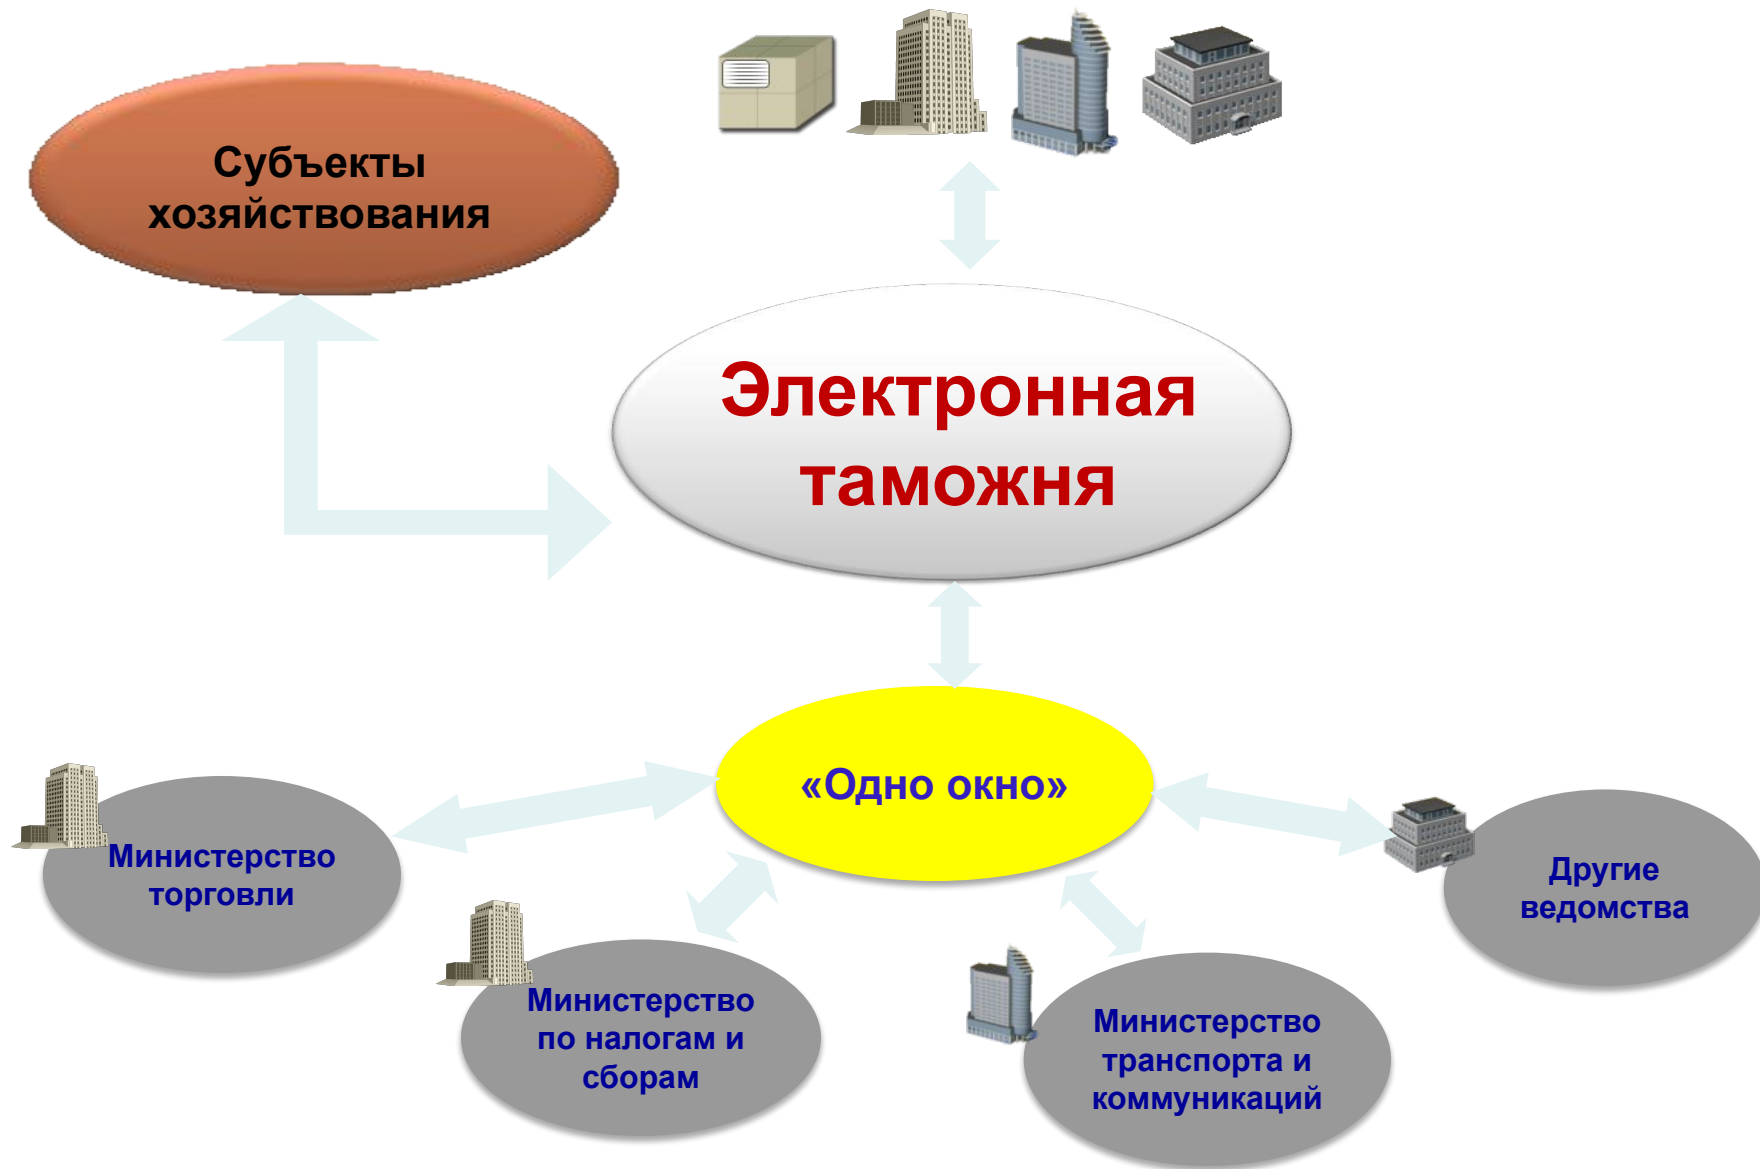 Субъекты
хозяйствования
Электронная
таможня
«Одно окно»
Министерство
торговли
Министерство
по налогам и
сборам
Министерство
транспорта и
коммуникаций
Другие
ведомства